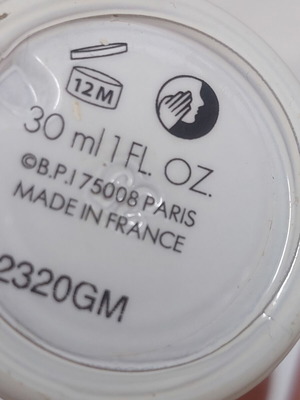 12M
30 ml 1 FL. OZ.
©B.P.I 75008 PARIS
MADE IN FRANCE
2320GM